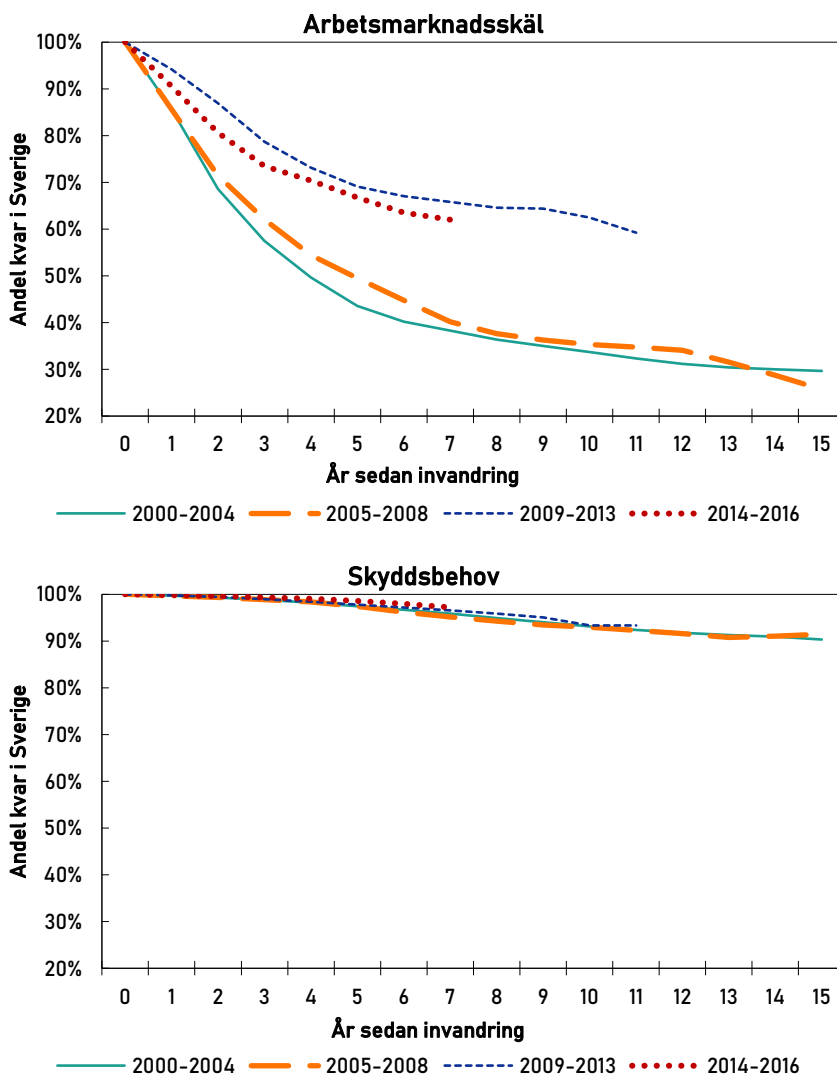 Arbetsmarknadsskäl
100%
90%
80%
70%
60%
50%
40%
30%
20%
Andel kvar i Sverige
0 1 2 3 4 5 6 7 8 9 10 11 12 13 14 15
År sedan invandring
2000-2004 2005-2008 2009-2013 2014-2016
Skyddsbehov
100%
90%
80%
70%
60%
50%
40%
30%
20%
Andel kvar i Sverige
0 1 2 3 4 5 6 7 8 9 10 11 12 13 14 15
År sedan invandring
2000-2004 2005-2008 2009-2013 2014-2016